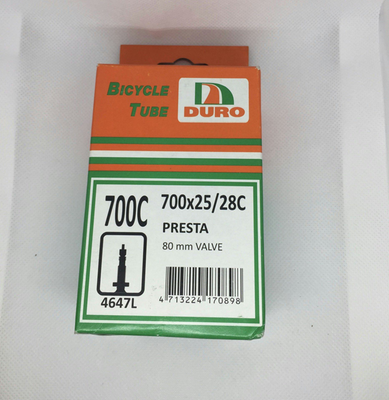 BICYCLE
TUBE
DURO
700C
700x25/28C
PRESTA
80 mm VALVE
4647L
4 713224 170898